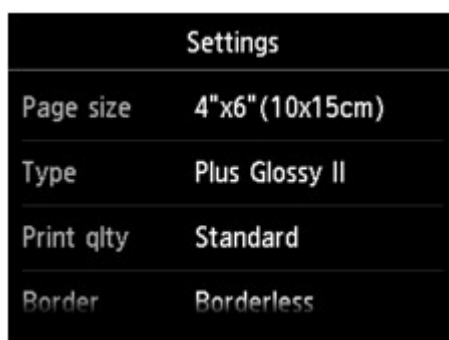 Settings
Page size 4"x6"(10x15cm)
Type Plus Glossy II
Print qlty Standard
Border Borderless